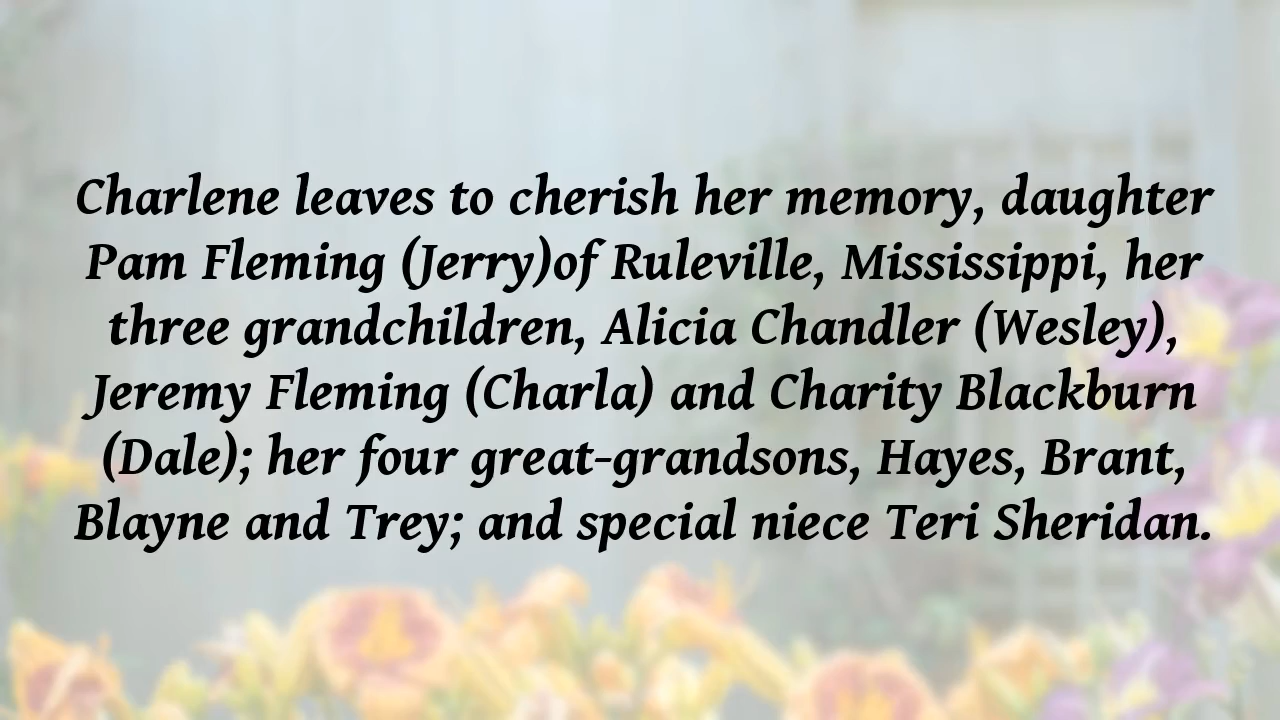 Charlene leaves to cherish her memory, daughter
Pam Fleming (Jerry)of Ruleville, Mississippi, her
three grandchildren, Alicia Chandler (Wesley),
Jeremy Fleming (Charla) and Charity Blackburn
(Dale); her four great-grandsons, Hayes, Brant,
Blayne and Trey; and special niece Teri Sheridan.